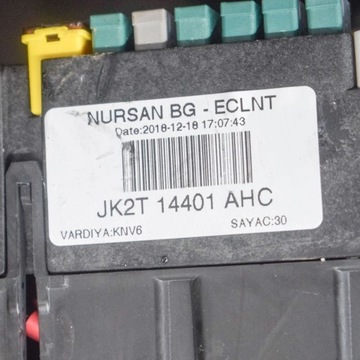 NURSAN BG - ECLNT
Date:2018-12-18 17:07:43
JK2T 14401 AHC
VARDIYA:KNV6 SAYAC:30